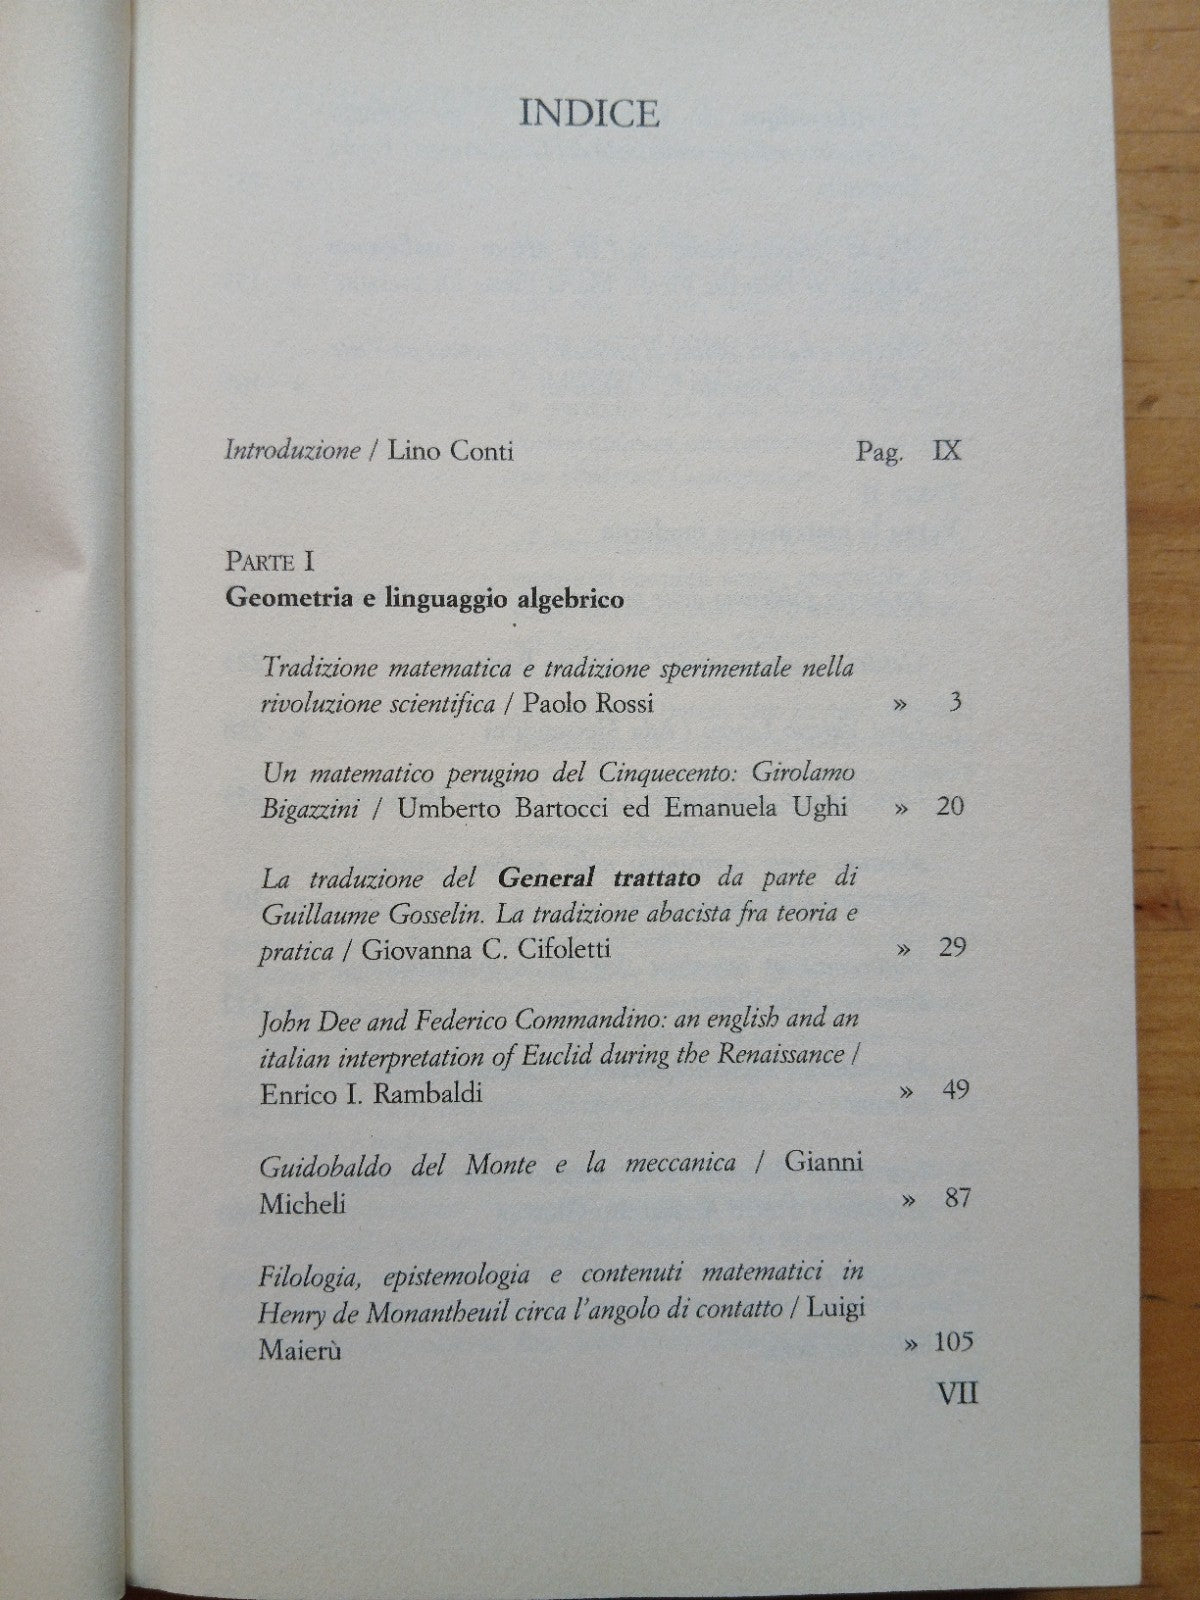 INDICE
Introduzione / Lino Conti Pag. IX
PARTE I
Geometria e linguaggio algebrico
Tradizione matematica e tradizione sperimentale nella
rivoluzione scientifica / Paolo Rossi » 3
Un matematico perugino del Cinquecento: Girolamo
Bigazzini / Umberto Bartocci ed Emanuela Ughi » 20
La traduzione del General trattato da parte di
Guillaume Gosselin. La tradizione abacista fra teoria e
pratica / Giovanna C. Cifoletti » 29
John Dee and Federico Commandino: an english and an
italian interpretation of Euclid during the Renaissance /
Enrico I. Rambaldi » 49
Guidobaldo del Monte e la meccanica / Gianni
Micheli » 87
Filologia, epistemologia e contenuti matematici in
Henry de Monantheuil circa l'angolo di contatto / Luigi
Maierù » 105
VII